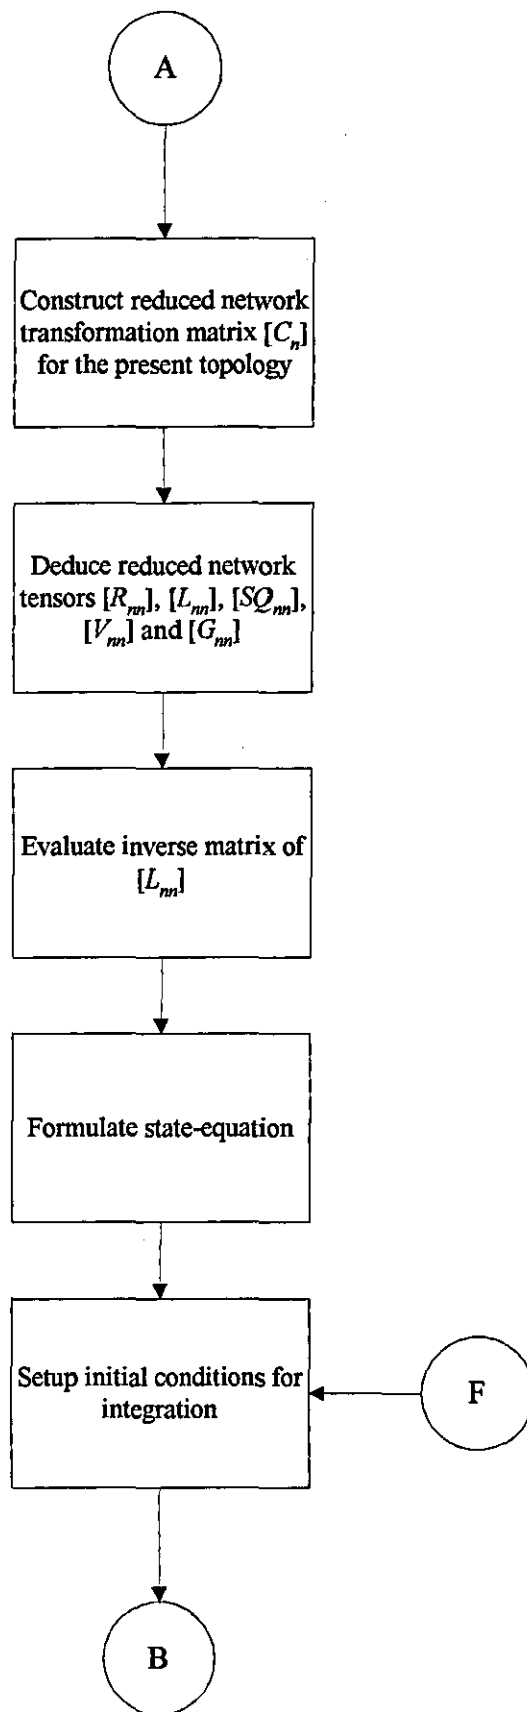 A
Construct reduced network
transformation matrix [Cₙ]
for the present topology
Deduce reduced network
tensors [Rₙₙ], [Lₙₙ], [SQₙₙ],
[Vₙₙ] and [Gₙₙ]
Evaluate inverse matrix of
[Lₙₙ]
Formulate state-equation
Setup initial conditions for
integration
F
B